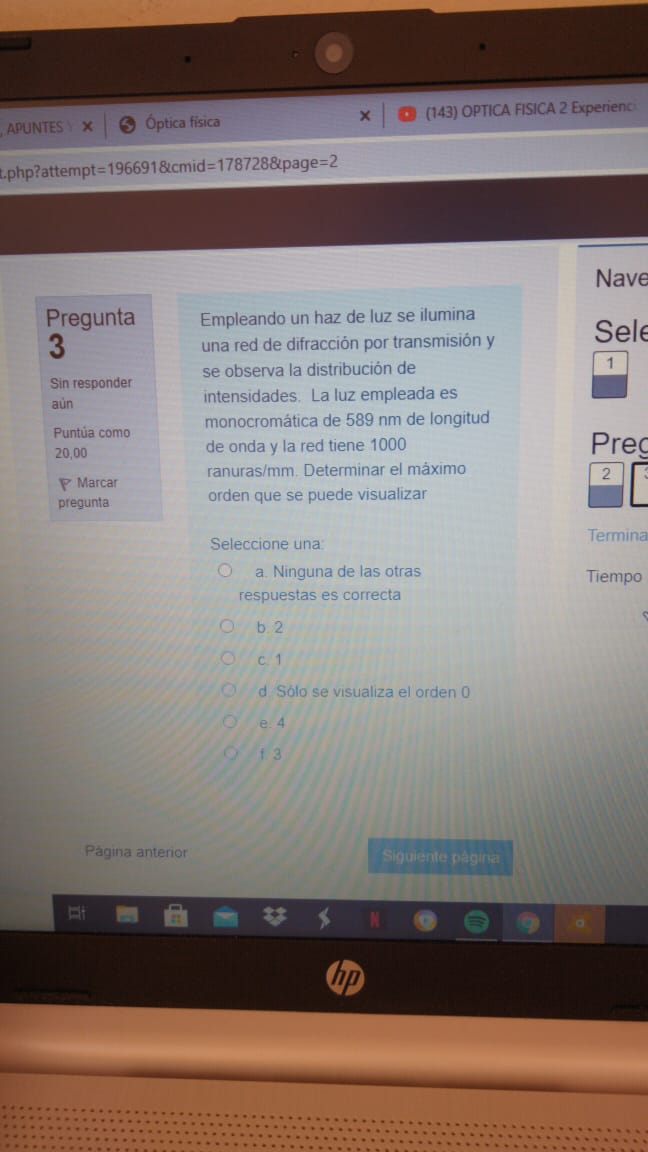 , APUNTES
Óptica física
(143) OPTICA FISICA 2 Experienc
t.php?attempt=196691&cmid=178728&page=2
Pregunta
3
Sin responder
aún
Puntúa como
20,00
Marcar
pregunta
Empleando un haz de luz se ilumina
una red de difracción por transmisión y
se observa la distribución de
intensidades. La luz empleada es
monocromática de 589 nm de longitud
de onda y la red tiene 1000
ranuras/mm. Determinar el máximo
orden que se puede visualizar
Seleccione una:
a. Ninguna de las otras
respuestas es correcta
b. 2
c. 1
d. Sólo se visualiza el orden 0
e. 4
f. 3
Página anterior
Siguiente página
Nave
Sele
1
Preg
2
Termina
Tiempo
N
hp